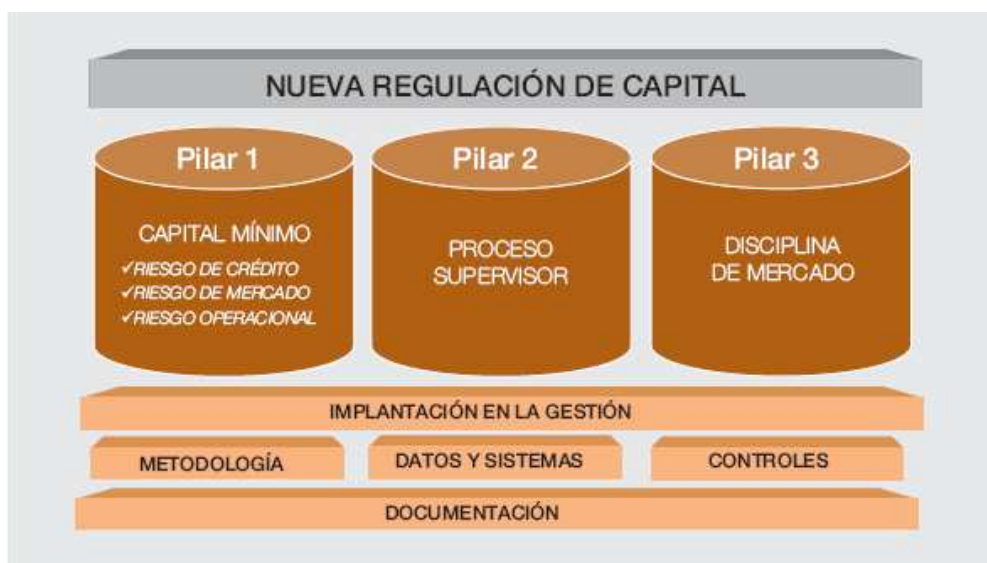 NUEVA REGULACIÓN DE CAPITAL
Pilar 1
CAPITAL MÍNIMO
✓RIESGO DE CRÉDITO
✓RIESGO DE MERCADO
✓RIESGO OPERACIONAL
Pilar 2
PROCESO
SUPERVISOR
Pilar 3
DISCIPLINA
DE MERCADO
IMPLANTACIÓN EN LA GESTIÓN
METODOLOGÍA
DATOS Y SISTEMAS
CONTROLES
DOCUMENTACIÓN